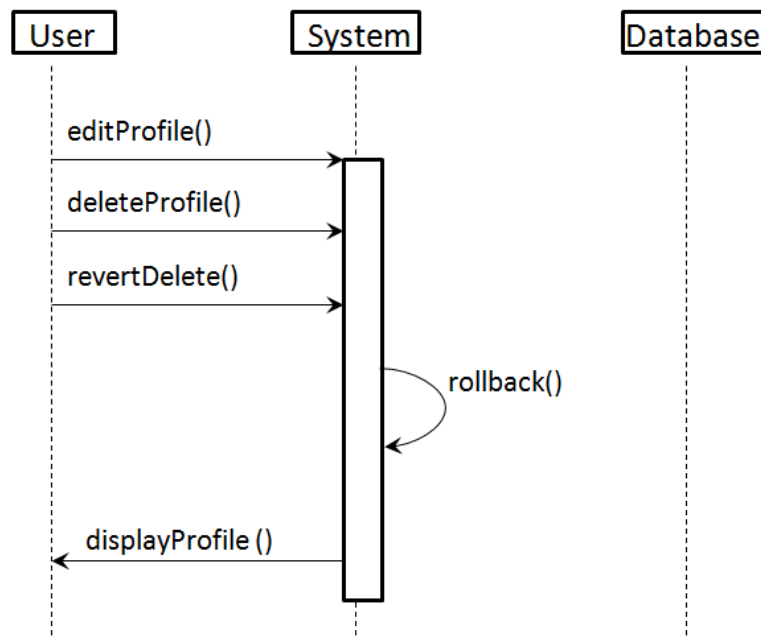 User
System
Database
editProfile()
deleteProfile()
revertDelete()
rollback()
displayProfile ()